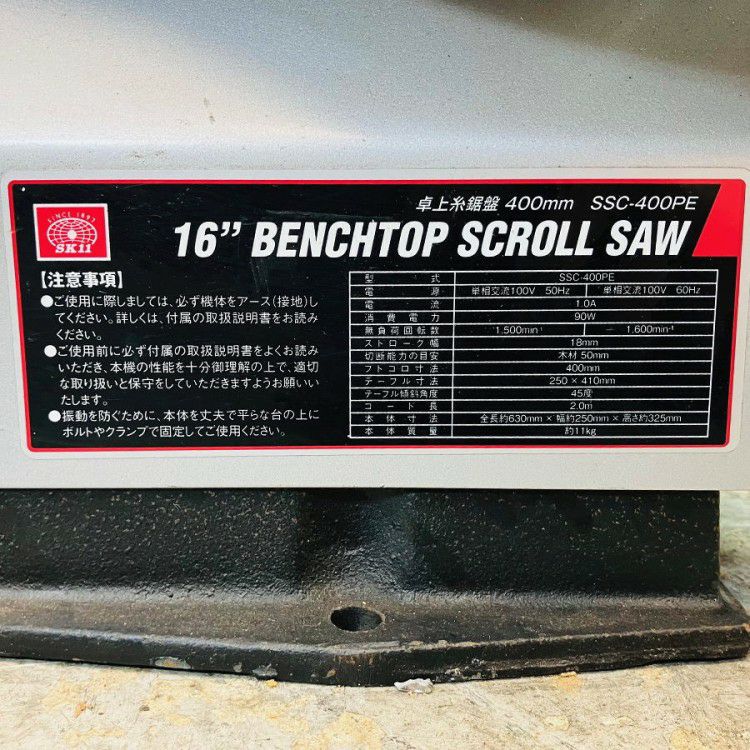 SINCE 1897
SK11
卓上糸鋸盤 400mm SSC-400PE
16” BENCHTOP SCROLL SAW
【注意事項】
●ご使用に際しましては、必ず機体をアース(接地)し
てください。詳しくは、付属の取扱説明書をお読み
ください。
●ご使用前に必ず付属の取扱説明書をよくお読み
いただき、本機の性能を十分御理解の上で、適切
な取り扱いと保守をしていただきますようお願いい
たします。
●振動を防ぐために、本体を丈夫で平らな台の上に
ボルトやクランプで固定してご使用ください。
型式 SSC-400PE
電源 単相交流100V 50Hz 単相交流100V 60Hz
電流 1.0A
消費電力 90W
無負荷回転数 1.500min⁻¹ — 1.600min⁻¹
ストローク幅 18mm
切断能力の目安 木材 50mm
フトコロ寸法 400mm
テーブル寸法 250 × 410mm
テーブル傾斜角度 45度
コード長 2.0m
本体寸法 全長約630mm × 幅約250mm × 高さ約325mm
本体質量 約11kg